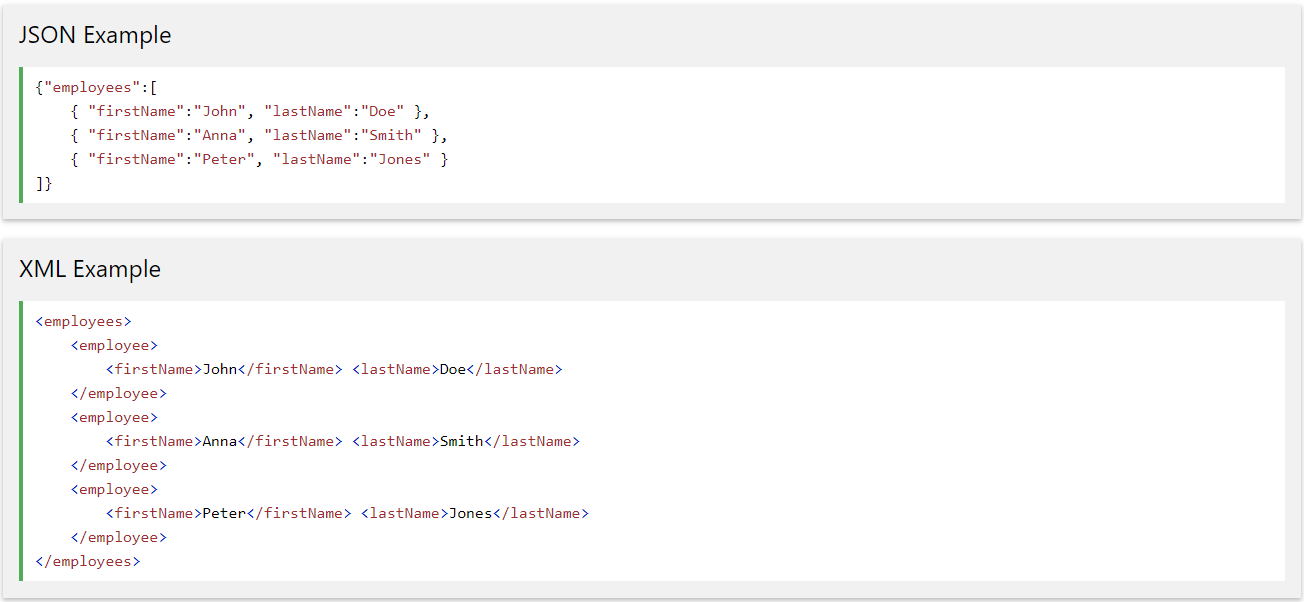 JSON Example
{"employees":[
    { "firstName":"John", "lastName":"Doe" },
    { "firstName":"Anna", "lastName":"Smith" },
    { "firstName":"Peter", "lastName":"Jones" }
]}
XML Example
<employees>
    <employee>
        <firstName>John</firstName> <lastName>Doe</lastName>
    </employee>
    <employee>
        <firstName>Anna</firstName> <lastName>Smith</lastName>
    </employee>
    <employee>
        <firstName>Peter</firstName> <lastName>Jones</lastName>
    </employee>
</employees>